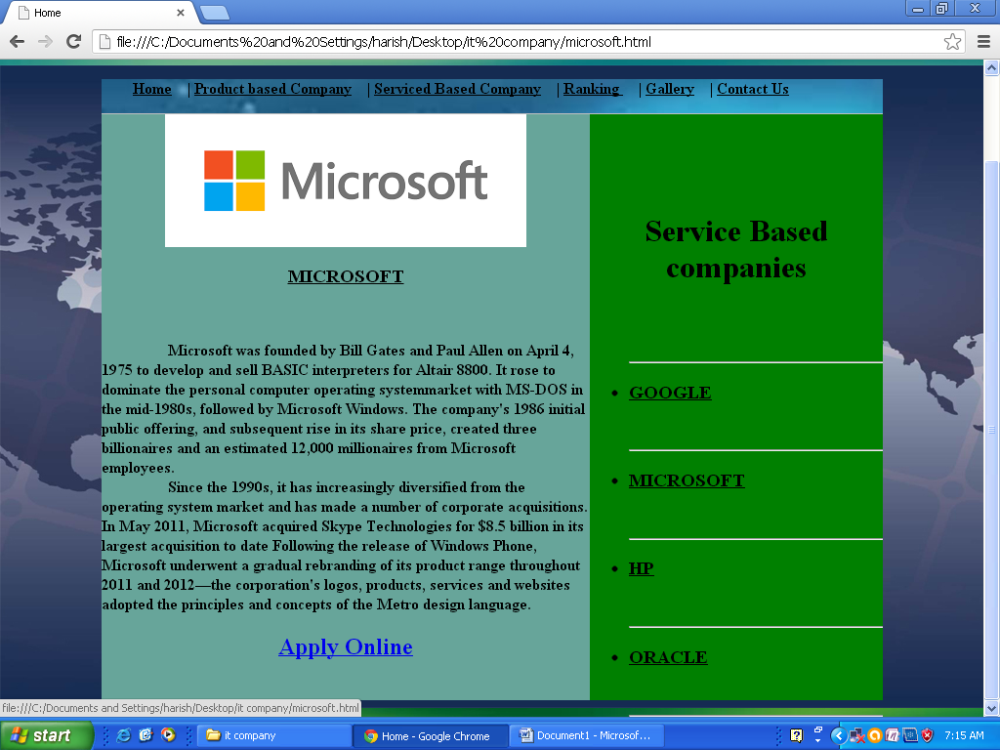 Home
file:///C:/Documents%20and%20Settings/harish/Desktop/it%20company/microsoft.html
Home | Product based Company | Serviced Based Company | Ranking | Gallery | Contact Us
Microsoft
MICROSOFT
Microsoft was founded by Bill Gates and Paul Allen on April 4,
1975 to develop and sell BASIC interpreters for Altair 8800. It rose to
dominate the personal computer operating systemmarket with MS-DOS in
the mid-1980s, followed by Microsoft Windows. The company's 1986 initial
public offering, and subsequent rise in its share price, created three
billionaires and an estimated 12,000 millionaires from Microsoft
employees.
Since the 1990s, it has increasingly diversified from the
operating system market and has made a number of corporate acquisitions.
In May 2011, Microsoft acquired Skype Technologies for $8.5 billion in its
largest acquisition to date Following the release of Windows Phone,
Microsoft underwent a gradual rebranding of its product range throughout
2011 and 2012—the corporation's logos, products, services and websites
adopted the principles and concepts of the Metro design language.
Apply Online
Service Based
companies
• GOOGLE
• MICROSOFT
• HP
• ORACLE
file:///C:/Documents and Settings/harish/Desktop/it company/microsoft.html
start
it company
Home - Google Chrome
Document1 - Microsof...
7:15 AM